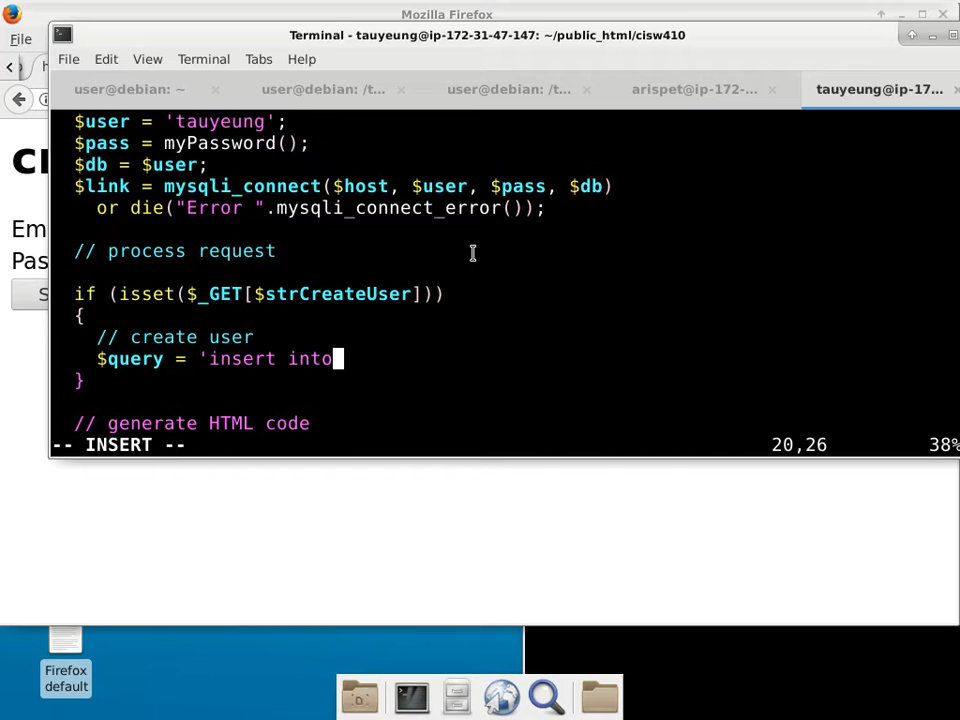 Mozilla Firefox
File
Terminal - tauyeung@ip-172-31-47-147: ~/public_html/cisw410
File Edit View Terminal Tabs Help
user@debian: ~
user@debian: /t...
user@debian: /t...
arispet@ip-172-...
tauyeung@ip-17...
$user = 'tauyeung';
$pass = myPassword();
$db = $user;
$link = mysqli_connect($host, $user, $pass, $db)
or die("Error ".mysqli_connect_error());
// process request
if (isset($_GET[$strCreateUser]))
{
// create user
$query = 'insert into
}
// generate HTML code
-- INSERT -- 20,26 38%
Em
Pas
S
Firefox
default